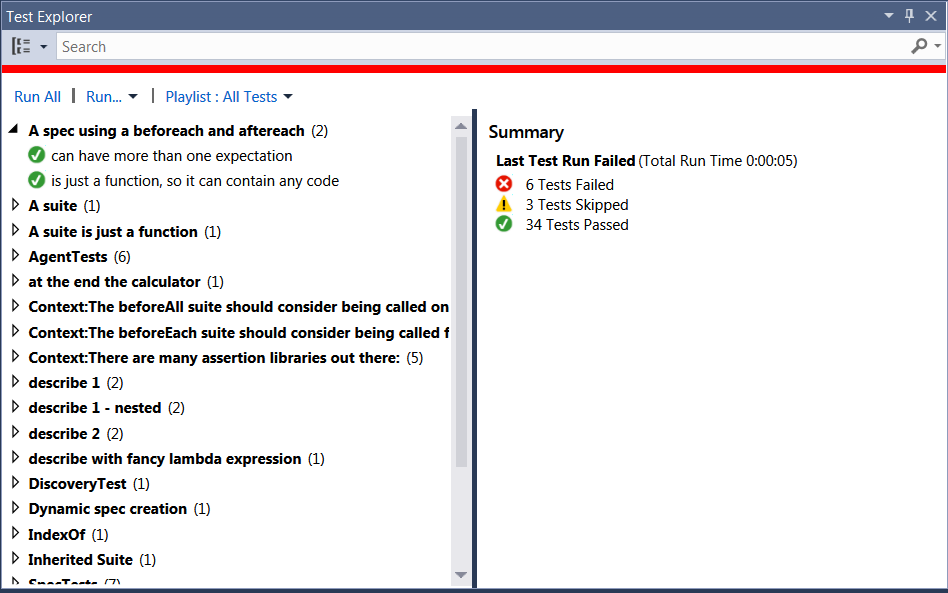 Test Explorer
Search
Run All | Run... | Playlist : All Tests
A spec using a beforeach and aftereach (2)
can have more than one expectation
is just a function, so it can contain any code
A suite (1)
A suite is just a function (1)
AgentTests (6)
at the end the calculator (1)
Context:The beforeAll suite should consider being called on
Context:The beforeEach suite should consider being called f
Context:There are many assertion libraries out there: (5)
describe 1 (2)
describe 1 - nested (2)
describe 2 (2)
describe with fancy lambda expression (1)
DiscoveryTest (1)
Dynamic spec creation (1)
IndexOf (1)
Inherited Suite (1)
SpecTests (7)
Summary
Last Test Run Failed (Total Run Time 0:00:05)
6 Tests Failed
3 Tests Skipped
34 Tests Passed